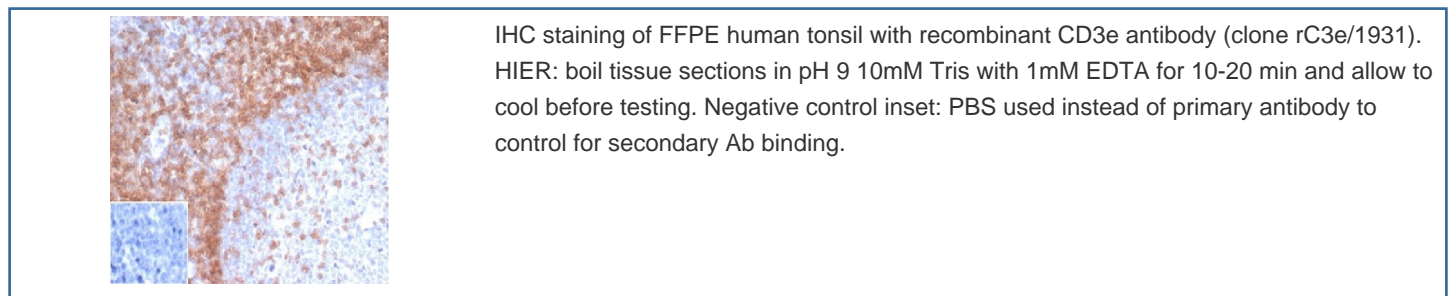 IHC staining of FFPE human tonsil with recombinant CD3e antibody (clone rC3e/1931).
HIER: boil tissue sections in pH 9 10mM Tris with 1mM EDTA for 10-20 min and allow to
cool before testing. Negative control inset: PBS used instead of primary antibody to
control for secondary Ab binding.